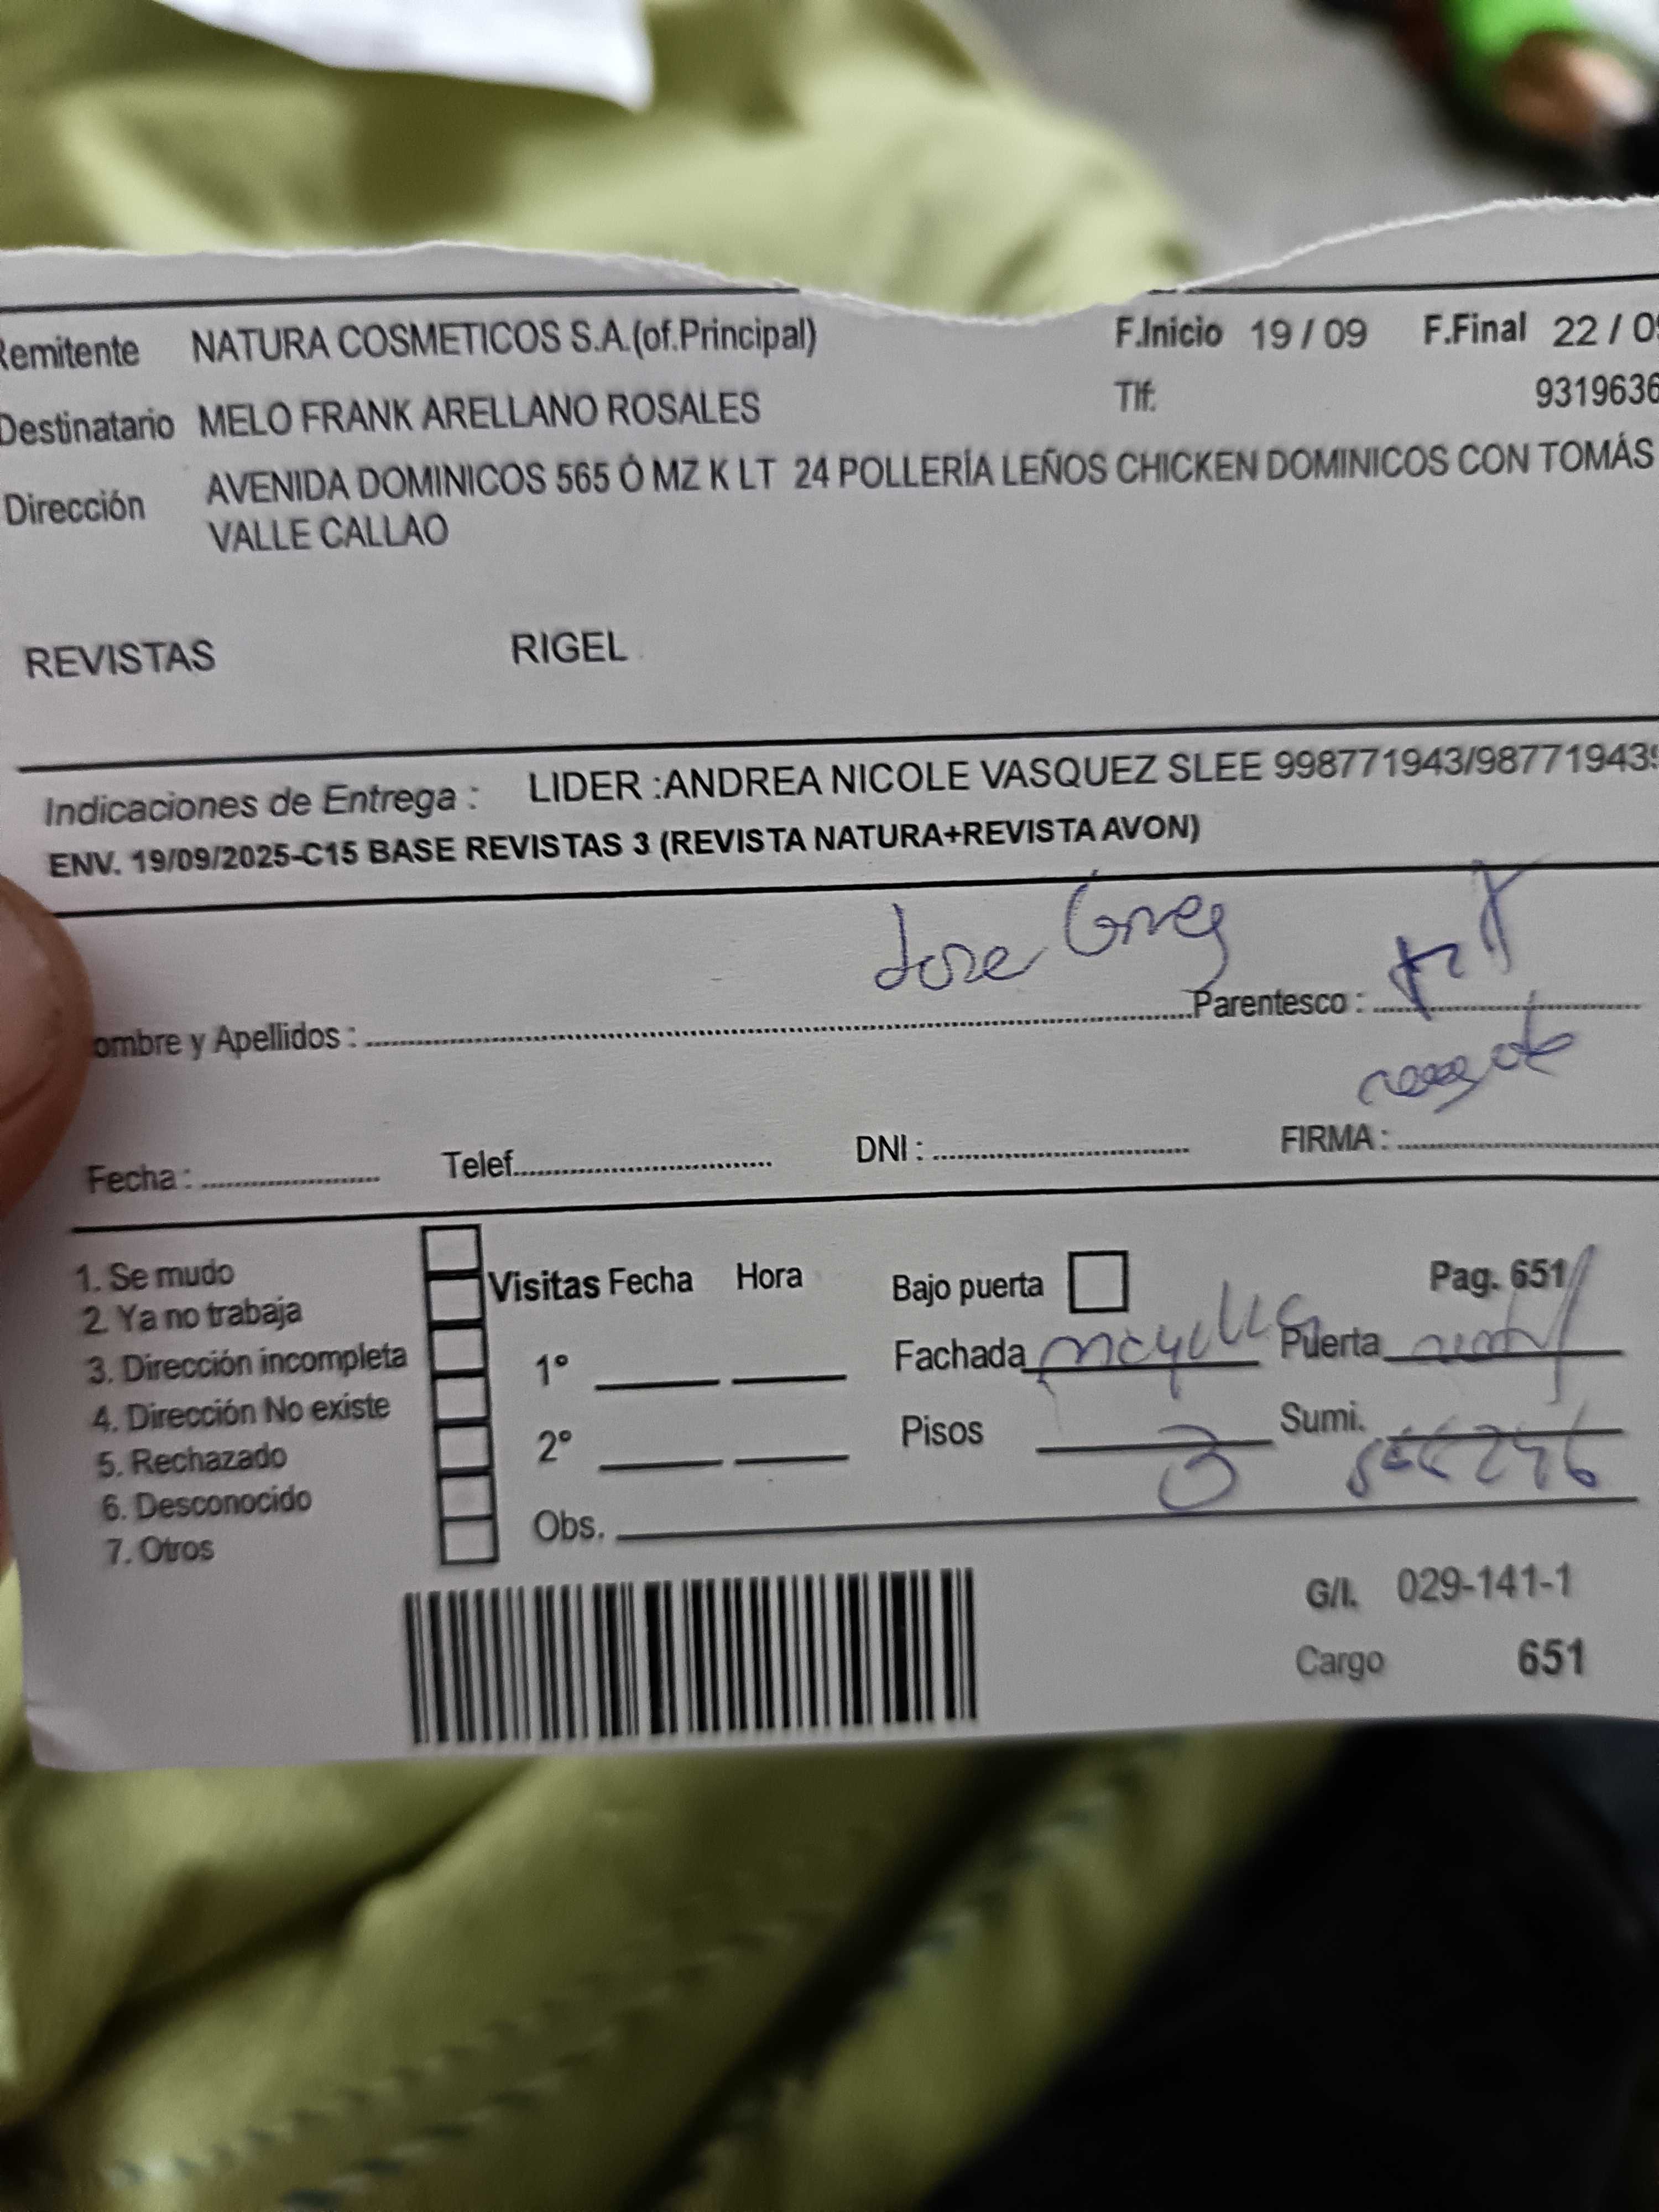 Remitente NATURA COSMETICOS S.A.(of.Principal) F.Inicio 19 / 09 F.Final 22 / 09
Destinatario MELO FRANK ARELLANO ROSALES Tlf: 9319636
Dirección AVENIDA DOMINICOS 565 Ó MZ K LT 24 POLLERÍA LEÑOS CHICKEN DOMINICOS CON TOMÁS
VALLE CALLAO
REVISTAS RIGEL
Indicaciones de Entrega : LIDER :ANDREA NICOLE VASQUEZ SLEE 998771943/987719439
ENV. 19/09/2025-C15 BASE REVISTAS 3 (REVISTA NATURA+REVISTA AVON)
Jose
ombre y Apellidos : Parentesco :
Fecha : Telef. DNI : FIRMA :
1. Se mudo
2. Ya no trabaja
3. Dirección incompleta
4. Dirección No existe
5. Rechazado
6. Desconocido
7. Otros
Visitas Fecha Hora
1º
2º
Obs.
Bajo puerta Pag. 651
Fachada Puerta
Pisos 3 Sumi.
G/I. 029-141-1
Cargo 651